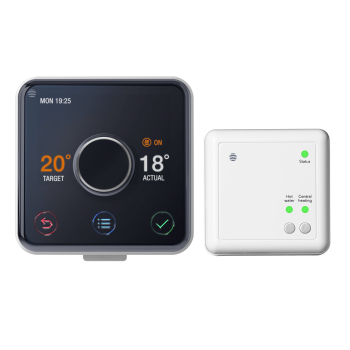 MON 19:25
ON
20°
18°
TARGET
ACTUAL
Status
Hot water
Central heating